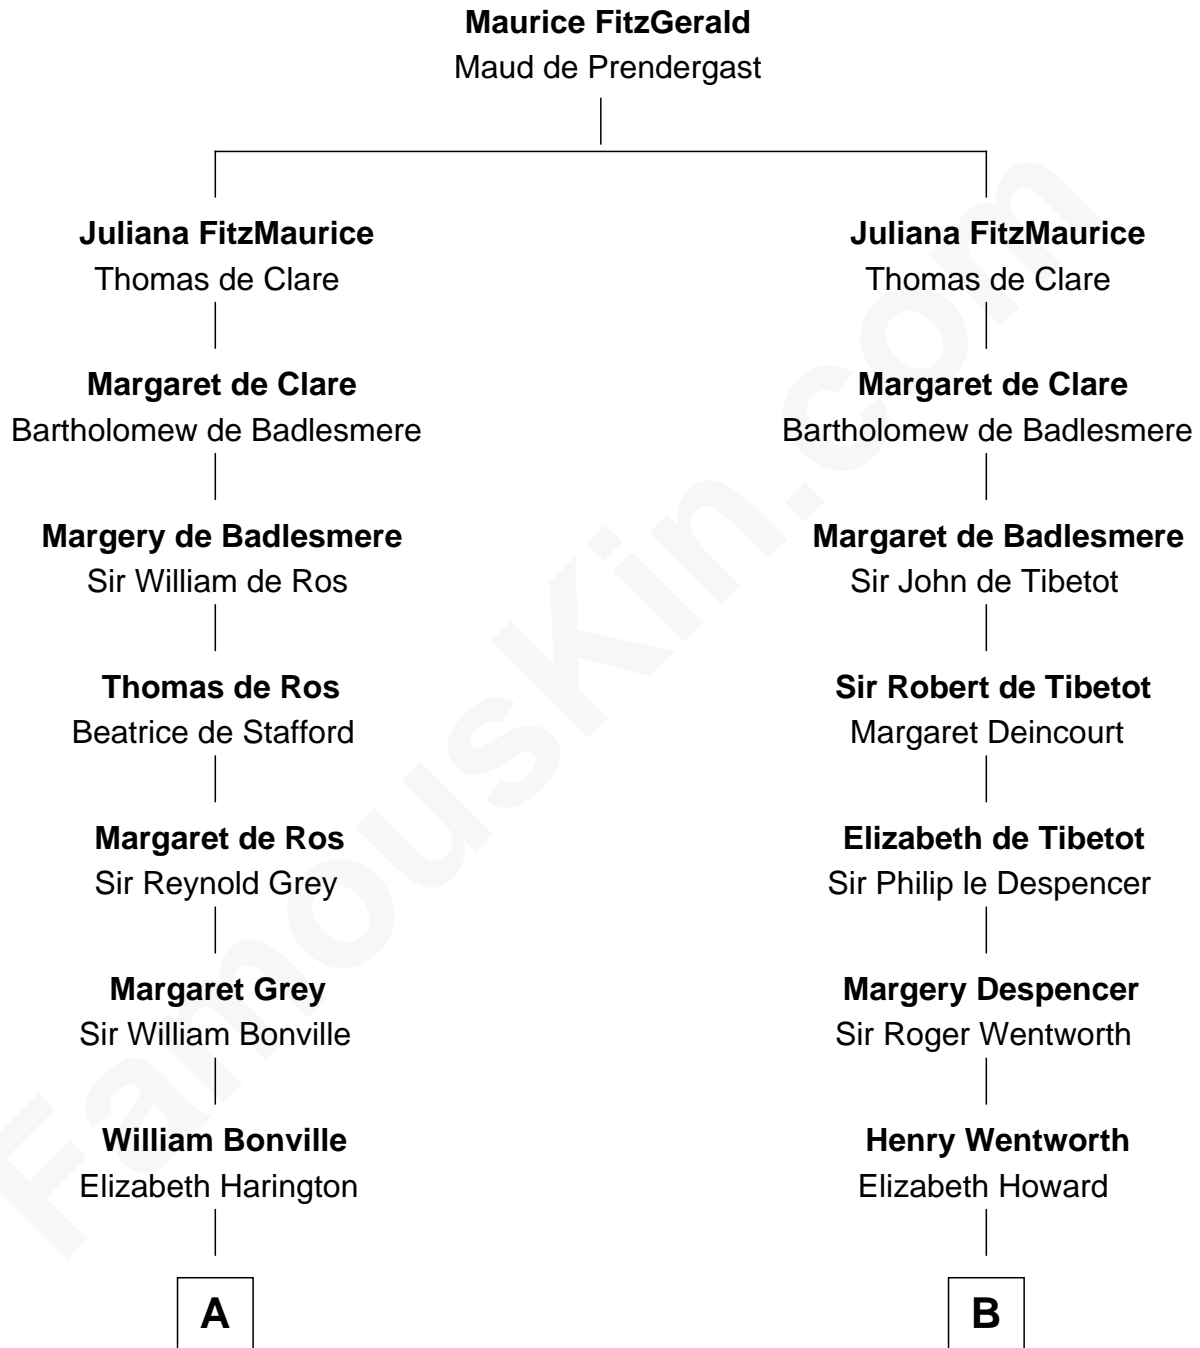 Maurice FitzGerald
Maud de Prendergast
Juliana FitzMaurice
Thomas de Clare
Margaret de Clare
Bartholomew de Badlesmere
Margery de Badlesmere
Sir William de Ros
Thomas de Ros
Beatrice de Stafford
Margaret de Ros
Sir Reynold Grey
Margaret Grey
Sir William Bonville
William Bonville
Elizabeth Harington
A
Juliana FitzMaurice
Thomas de Clare
Margaret de Clare
Bartholomew de Badlesmere
Margaret de Badlesmere
Sir John de Tibetot
Sir Robert de Tibetot
Margaret Deincourt
Elizabeth de Tibetot
Sir Philip le Despencer
Margery Despencer
Sir Roger Wentworth
Henry Wentworth
Elizabeth Howard
B
FamousKin.com